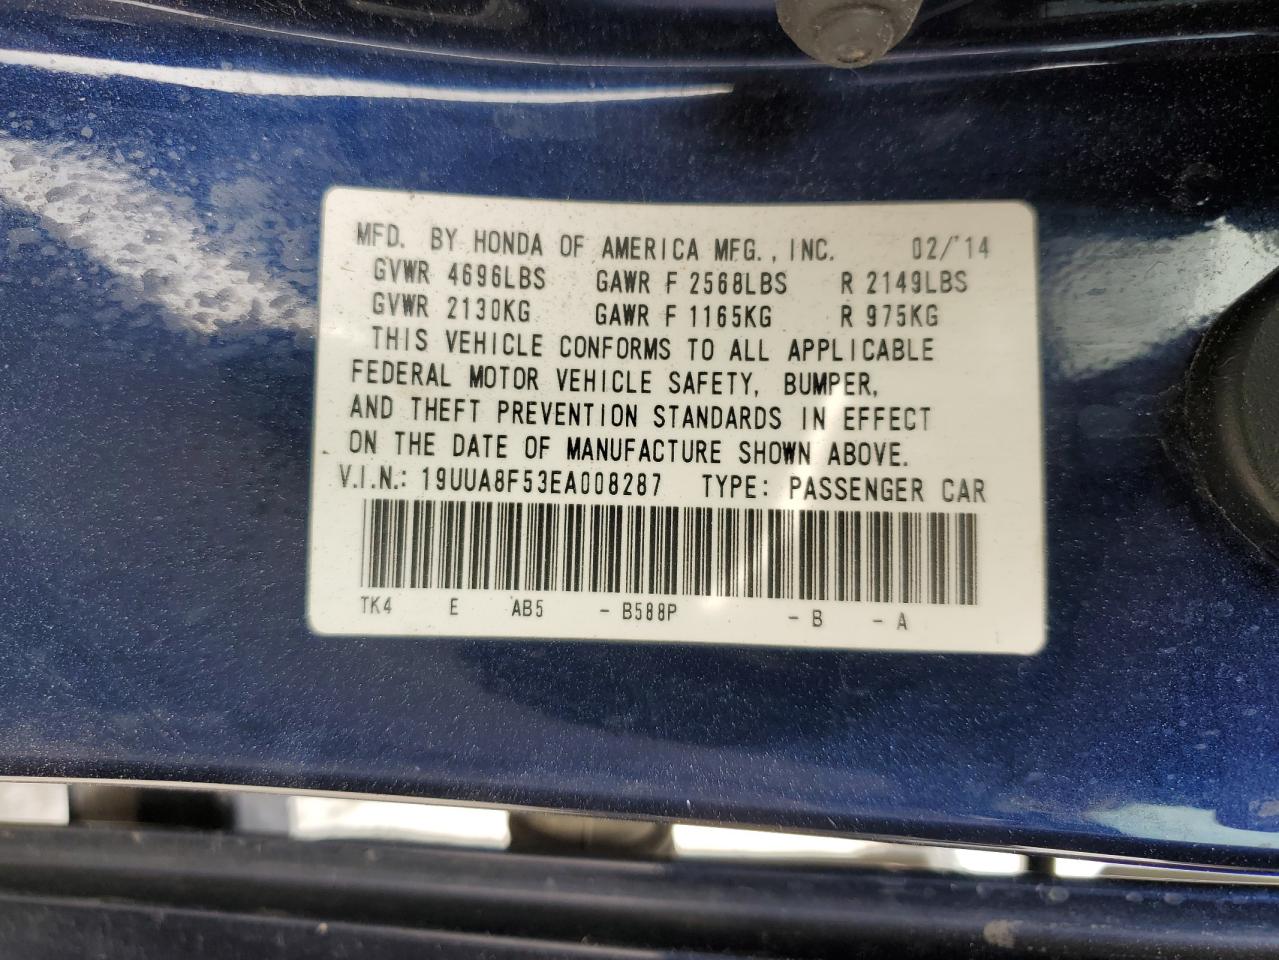 MFD. BY HONDA OF AMERICA MFG., INC. 02/'14
GVWR 4696LBS GAWR F 2568LBS R 2149LBS
GVWR 2130KG GAWR F 1165KG R 975KG
THIS VEHICLE CONFORMS TO ALL APPLICABLE
FEDERAL MOTOR VEHICLE SAFETY, BUMPER,
AND THEFT PREVENTION STANDARDS IN EFFECT
ON THE DATE OF MANUFACTURE SHOWN ABOVE.
V.I.N.: 19UUA8F53EA008287 TYPE: PASSENGER CAR
TK4 E AB5 - B588P - B - A